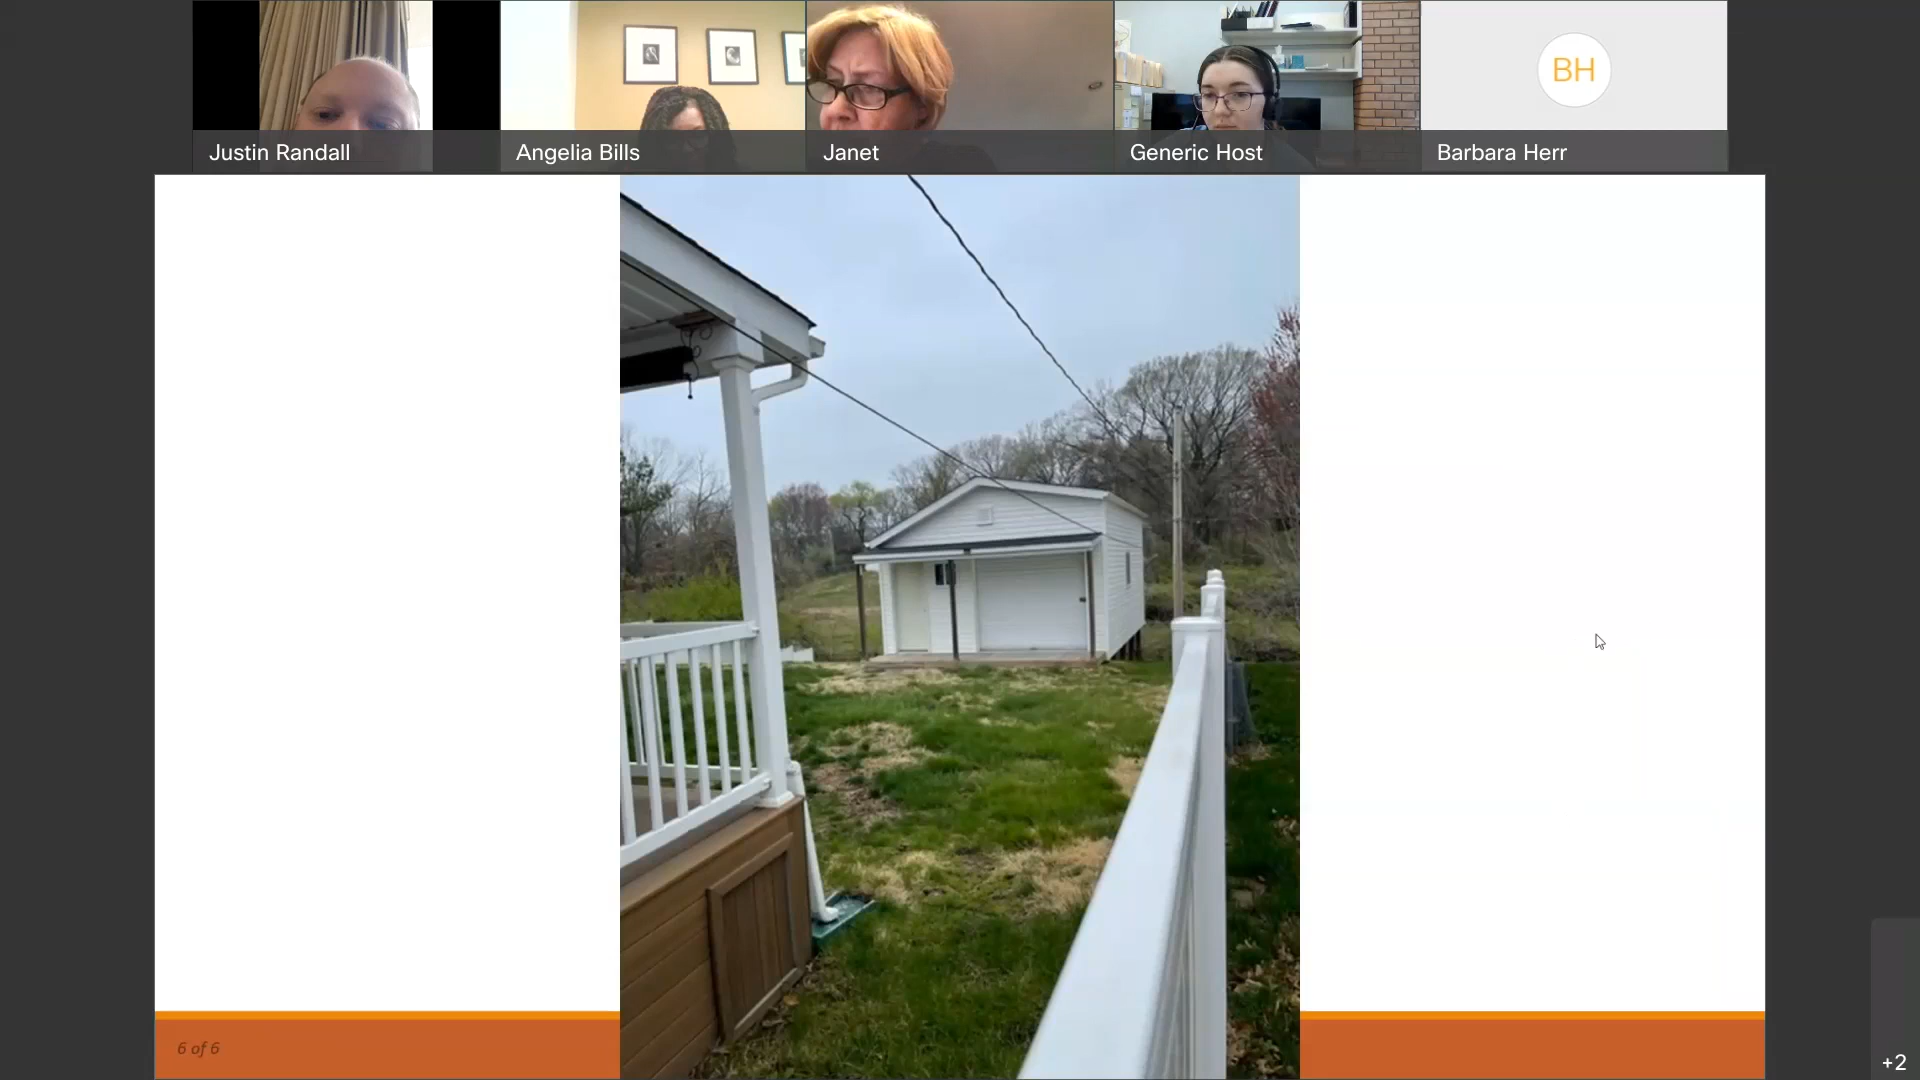 Justin Randall
Angelia Bills
Janet
Generic Host
BH
Barbara Herr
6 of 6
+2